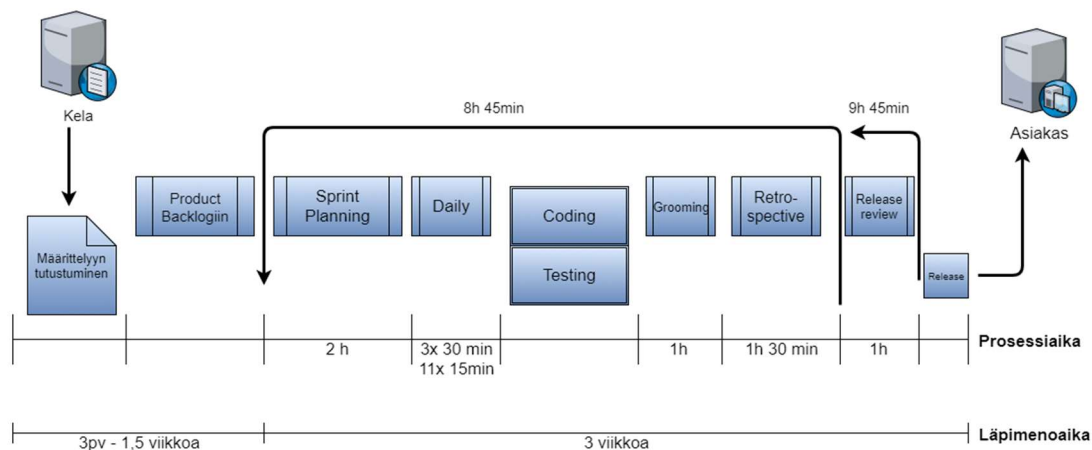 Kela
8h 45min
9h 45min
Asiakas
Määrittelyyn
tutustuminen
Product
Backlogiin
Sprint
Planning
Daily
Coding
Testing
Grooming
Retro-
spective
Release
review
Release
2 h
3x 30 min
11x 15min
1h
1h 30 min
1h
Prosessiaika
3pv - 1,5 viikkoa
3 viikkoa
Läpimenoaika